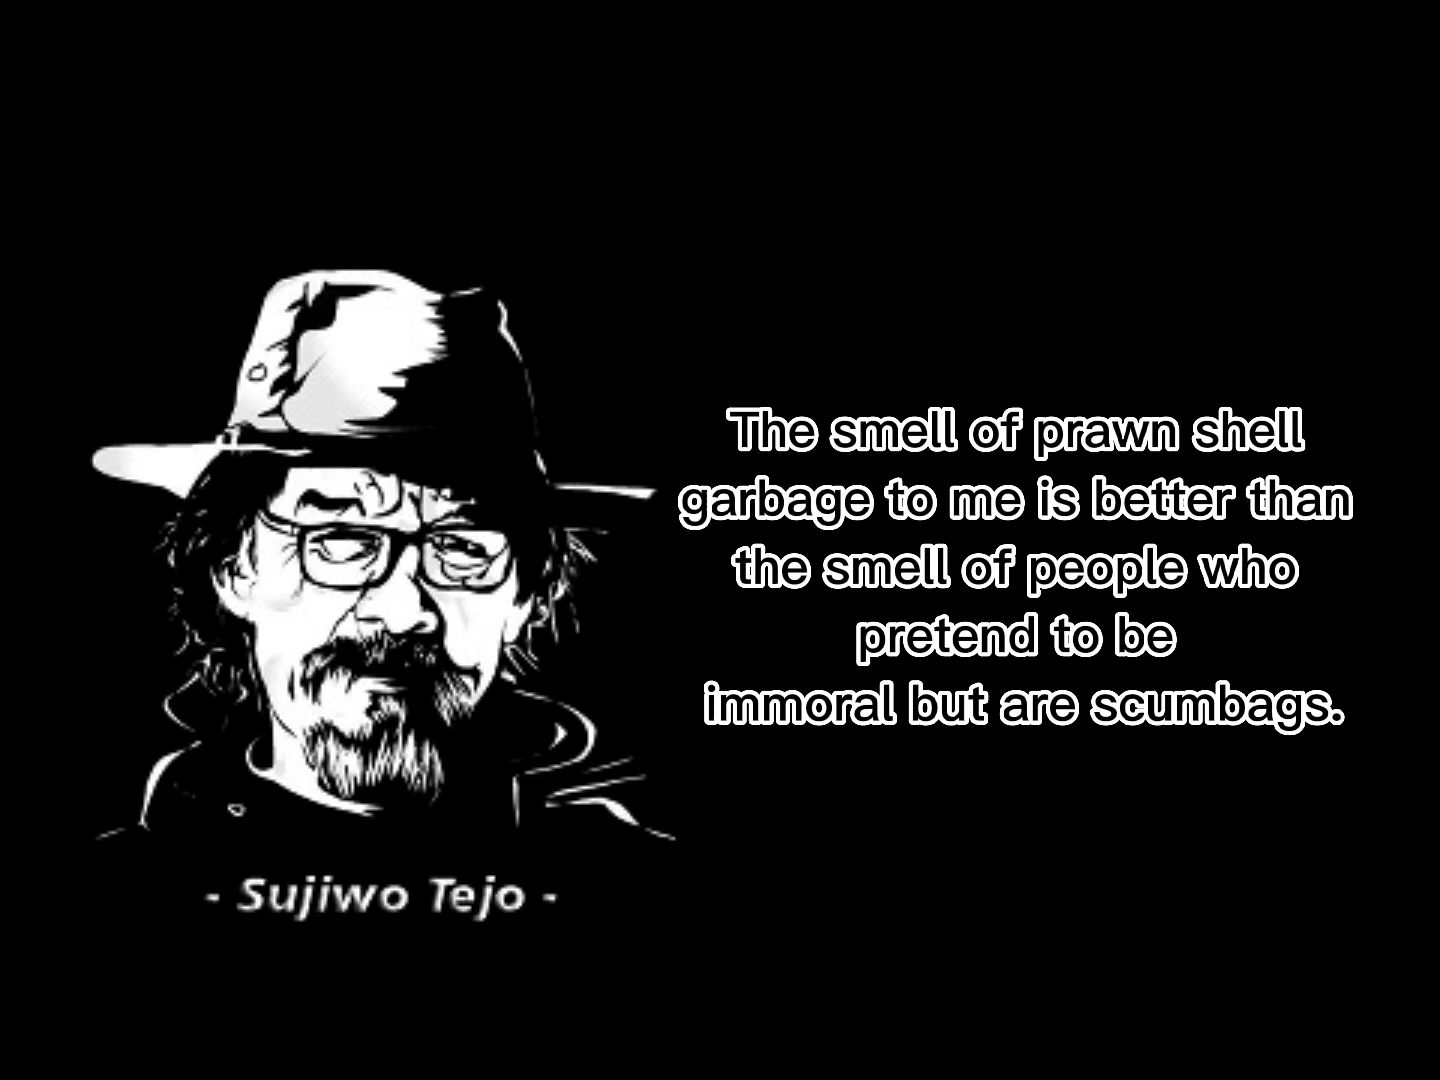 The smell of prawn shell
garbage to me is better than
the smell of people who
pretend to be
immoral but are scumbags.
- Sujiwo Tejo -